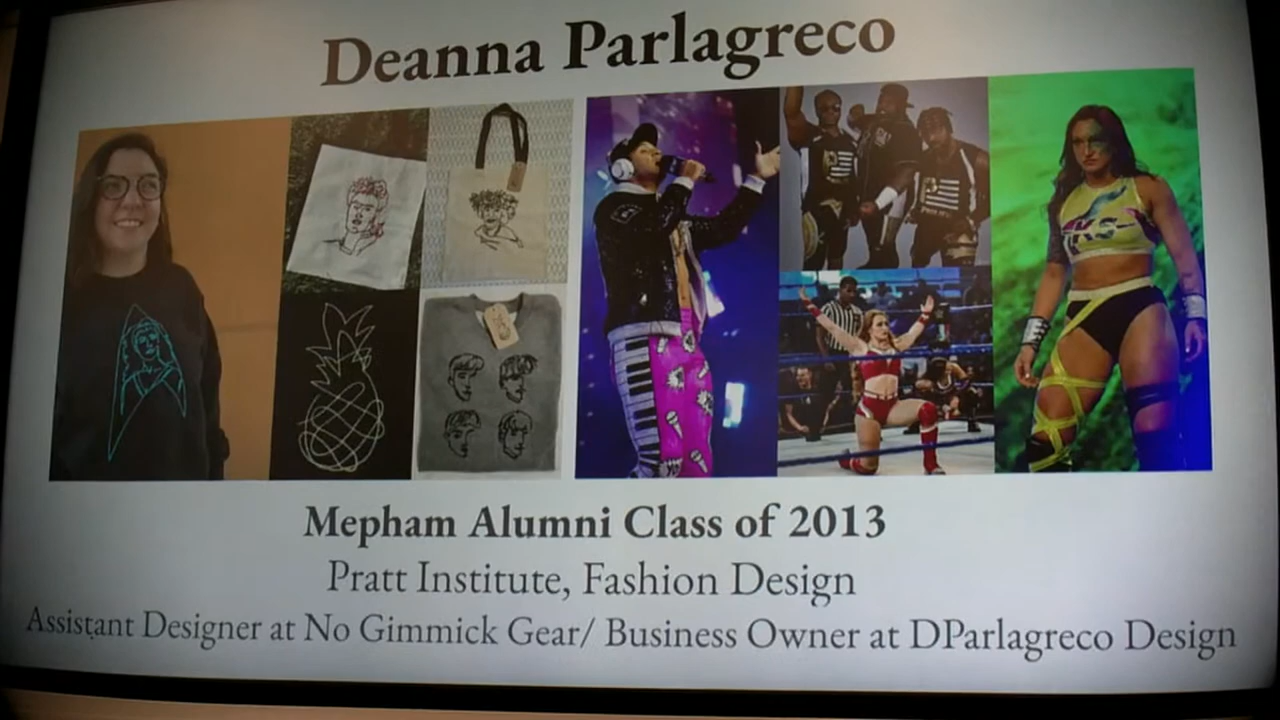 Deanna Parlagreco
Mepham Alumni Class of 2013
Pratt Institute, Fashion Design
Assistant Designer at No Gimmick Gear/ Business Owner at DParlagreco Design